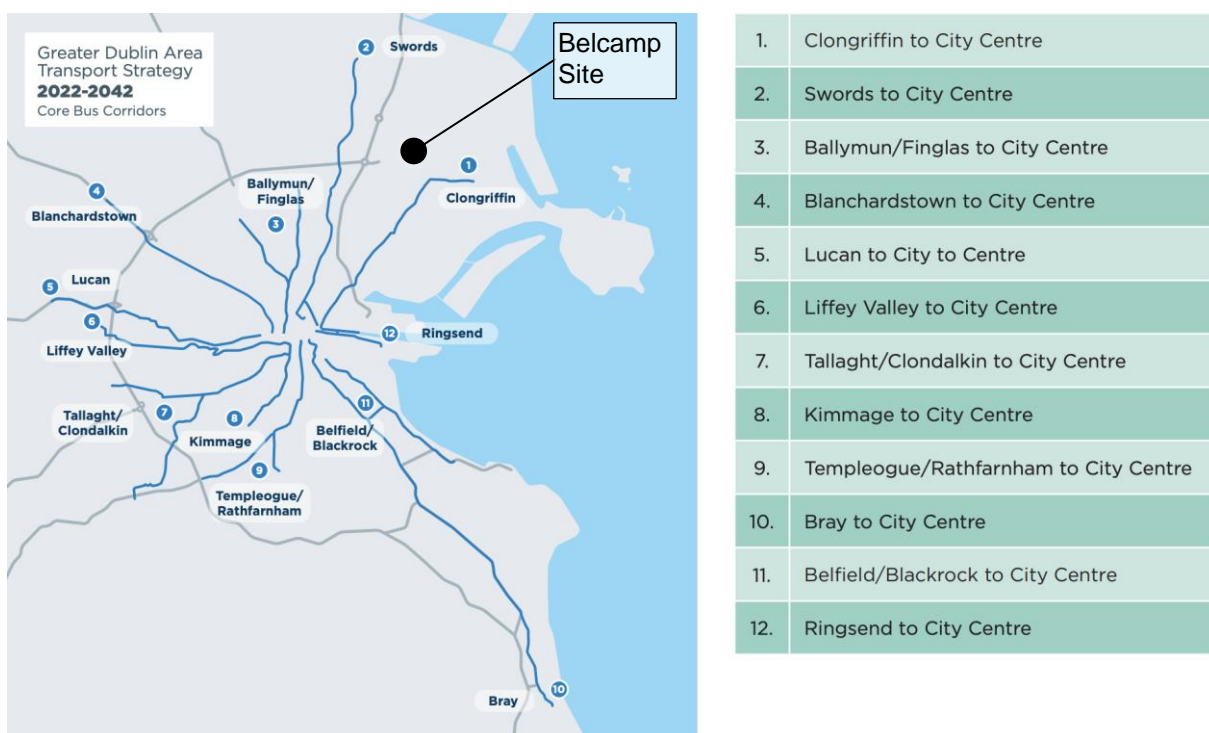 Greater Dublin Area
Transport Strategy
2022-2042
Core Bus Corridors
Belcamp
Site
2 Swords
1
Clongriffin
Ballymun/
Finglas
3
4
Blanchardstown
Lucan
5
6
Liffey Valley
12 Ringsend
Tallaght/
Clondalkin
7
8
Kimmage
11
Belfield/
Blackrock
9
Templeogue/
Rathfarnham
10
Bray
1. Clongriffin to City Centre
2. Swords to City Centre
3. Ballymun/Finglas to City Centre
4. Blanchardstown to City Centre
5. Lucan to City to Centre
6. Liffey Valley to City Centre
7. Tallaght/Clondalkin to City Centre
8. Kimmage to City Centre
9. Templeogue/Rathfarnham to City Centre
10. Bray to City Centre
11. Belfield/Blackrock to City Centre
12. Ringsend to City Centre